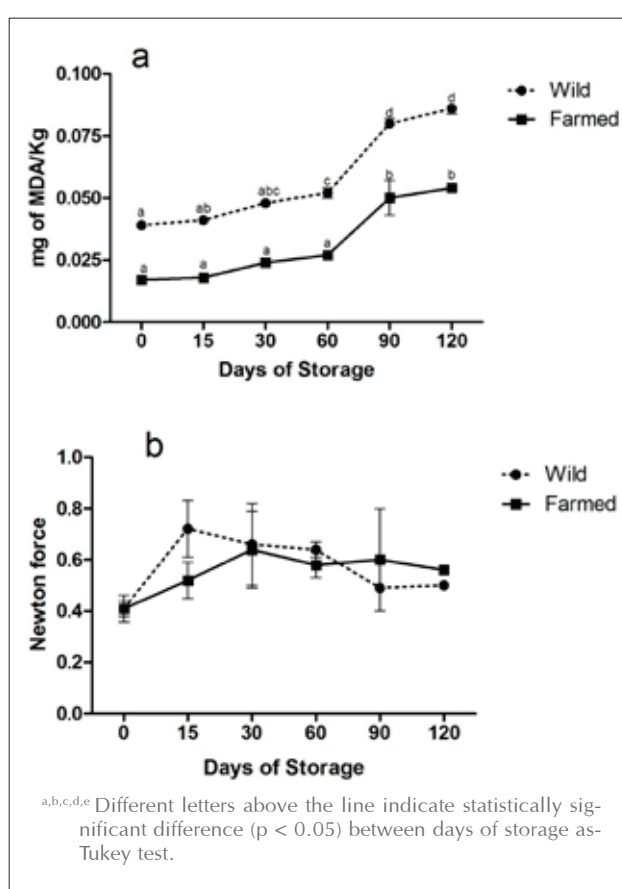 a
0.100
0.075
0.050
0.025
0.000
mg of MDA/Kg
a ab abc c d d
a a a a b b
0 15 30 60 90 120
Days of Storage
Wild
Farmed
b
1.0
0.8
0.6
0.4
0.2
0.0
Newton force
0 15 30 60 90 120
Days of Storage
Wild
Farmed
a,b,c,d,e Different letters above the line indicate statistically sig-
nificant difference (p < 0.05) between days of storage as-
Tukey test.